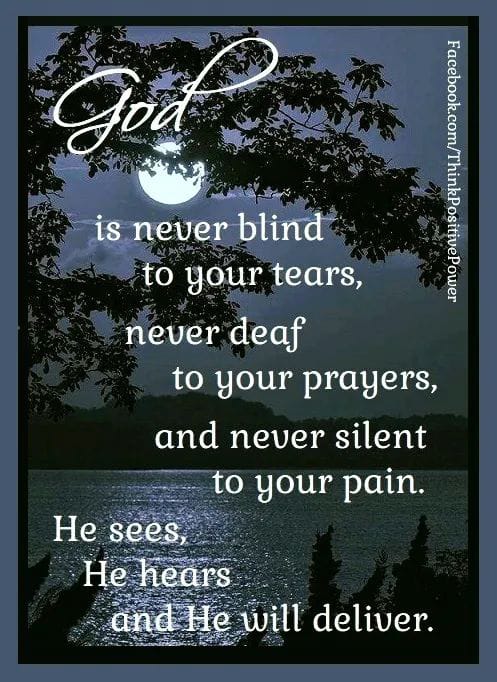 God
is never blind
to your tears,
never deaf
to your prayers,
and never silent
to your pain.
He sees,
He hears
and He will deliver.
Facebook.com/ThinkPositivePower